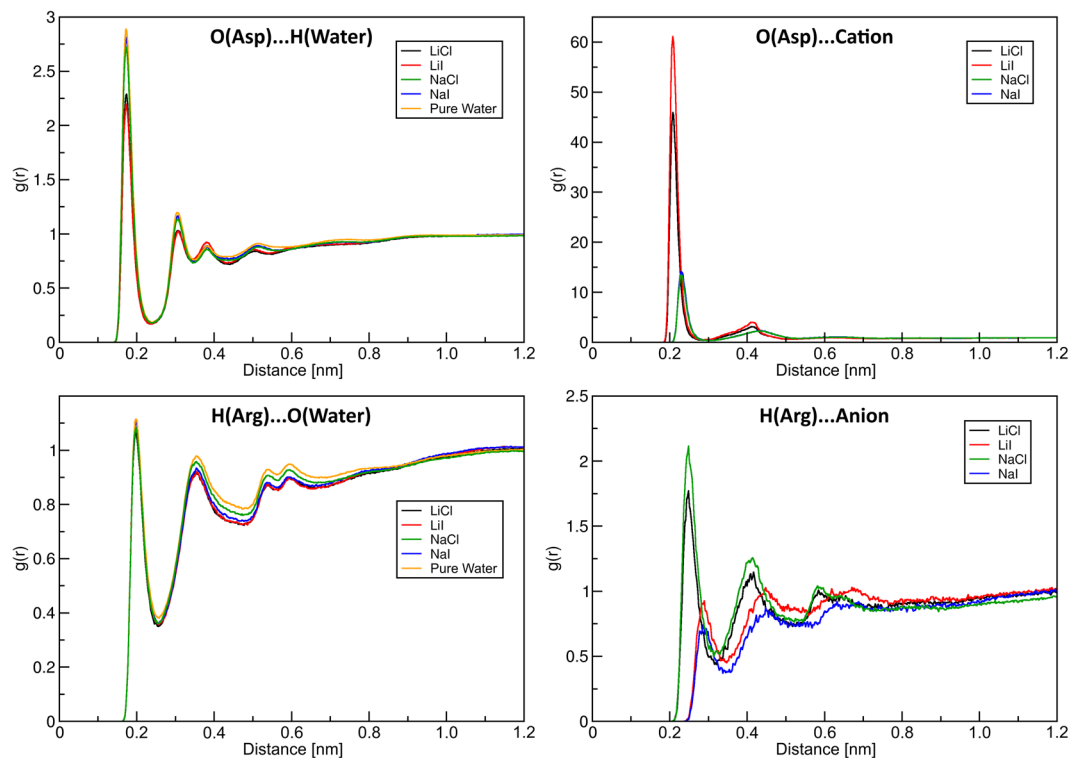 O(Asp)...H(Water)
LiCl
LiI
NaCl
NaI
Pure Water
g(r)
3
2.5
2
1.5
1
0.5
0
0 0.2 0.4 0.6 0.8 1.0 1.2
Distance [nm]
O(Asp)...Cation
LiCl
LiI
NaCl
NaI
g(r)
60
50
40
30
20
10
0
0 0.2 0.4 0.6 0.8 1.0 1.2
Distance [nm]
H(Arg)...O(Water)
LiCl
LiI
NaCl
NaI
Pure Water
g(r)
1
0.8
0.6
0.4
0.2
0
0 0.2 0.4 0.6 0.8 1.0 1.2
Distance [nm]
H(Arg)...Anion
LiCl
LiI
NaCl
NaI
g(r)
2.5
2
1.5
1
0.5
0
0 0.2 0.4 0.6 0.8 1.0 1.2
Distance [nm]